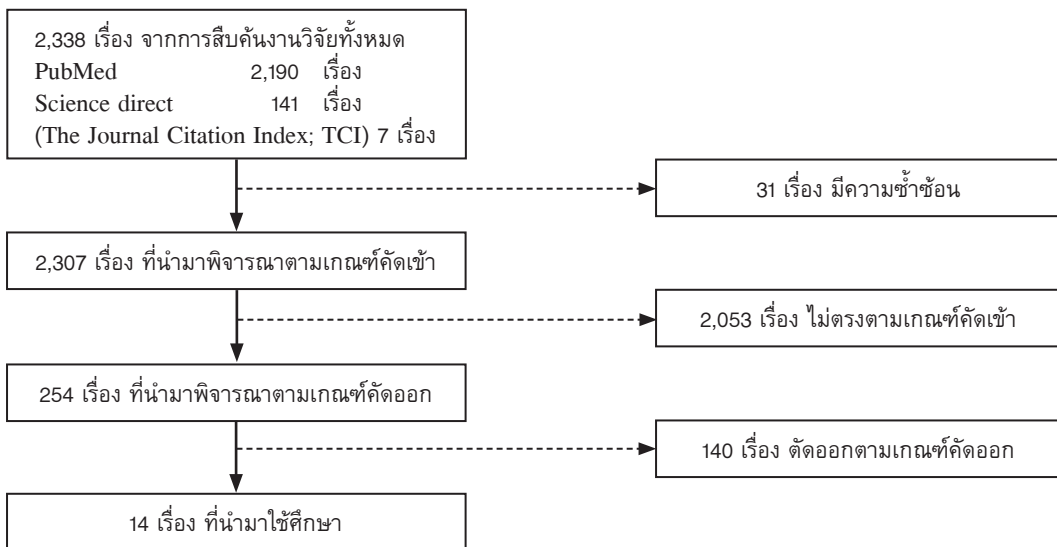 2,338 เรื่อง จากการสืบค้นงานวิจัยทั้งหมด
PubMed 2,190 เรื่อง
Science direct 141 เรื่อง
(The Journal Citation Index; TCI) 7 เรื่อง
31 เรื่อง มีความซ้ำซ้อน
2,307 เรื่อง ที่นำมาพิจารณาตามเกณฑ์คัดเข้า
2,053 เรื่อง ไม่ตรงตามเกณฑ์คัดเข้า
254 เรื่อง ที่นำมาพิจารณาตามเกณฑ์คัดออก
140 เรื่อง ตัดออกตามเกณฑ์คัดออก
14 เรื่อง ที่นำมาใช้ศึกษา